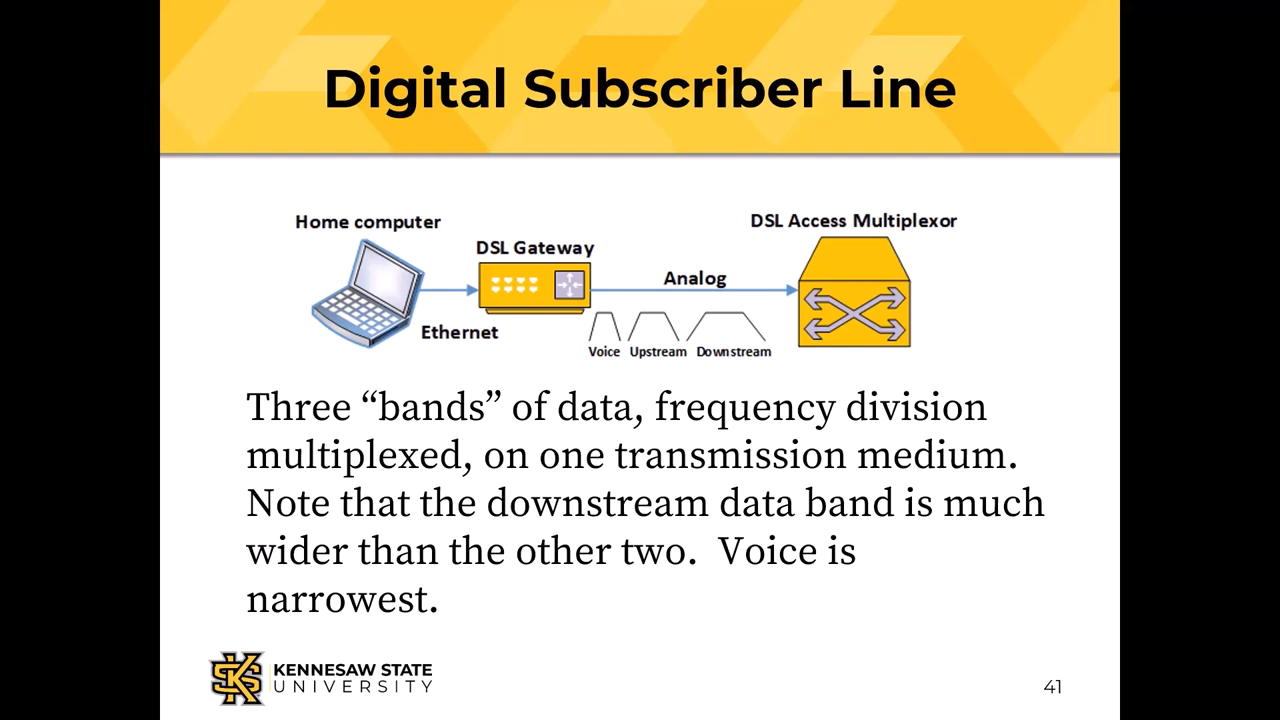 Digital Subscriber Line
Home computer
DSL Gateway
DSL Access Multiplexor
Analog
Ethernet
Voice
Upstream
Downstream
Three “bands” of data, frequency division
multiplexed, on one transmission medium.
Note that the downstream data band is much
wider than the other two.  Voice is
narrowest.
KS
KENNESAW STATE
UNIVERSITY
41